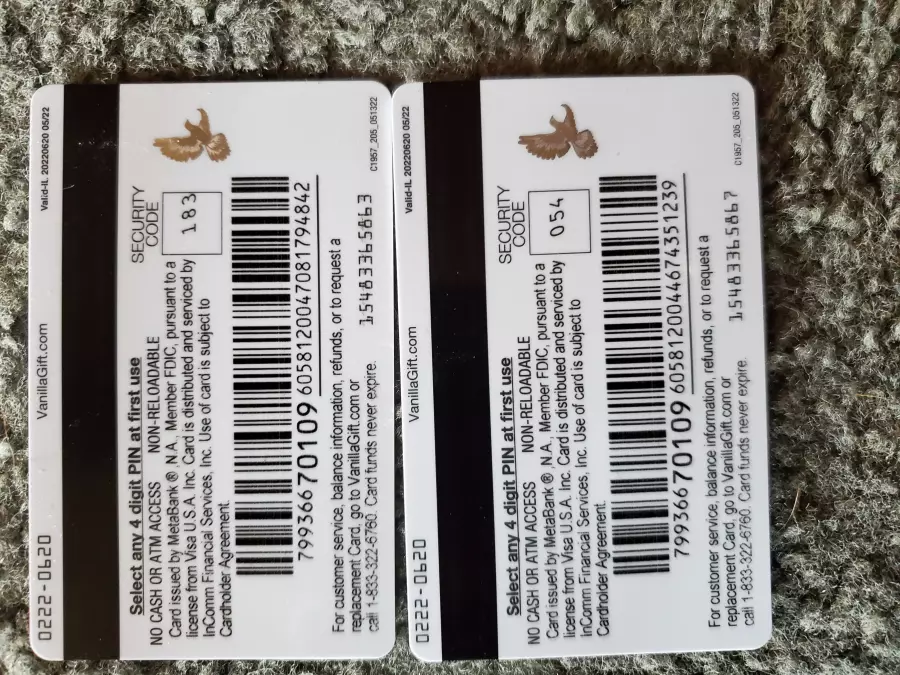 0222-0620
VanillaGift.com
Valid-IL 20220620 05/22
Select any 4 digit PIN at first use
NO CASH OR ATM ACCESS NON-RELOADABLE
Card issued by MetaBank ®, N.A., Member FDIC, pursuant to a
license from Visa U.S.A. Inc. Card is distributed and serviced by
InComm Financial Services, Inc. Use of card is subject to
Cardholder Agreement.
SECURITY
CODE
183
79936670109 6058120047081794842
For customer service, balance information, refunds, or to request a
replacement Card, go to VanillaGift.com or
call 1-833-322-6760. Card funds never expire.
15483365863
C1957_205_051322
0222-0620
VanillaGift.com
Valid-IL 20220620 05/22
Select any 4 digit PIN at first use
NO CASH OR ATM ACCESS NON-RELOADABLE
Card issued by MetaBank ®, N.A., Member FDIC, pursuant to a
license from Visa U.S.A. Inc. Card is distributed and serviced by
InComm Financial Services, Inc. Use of card is subject to
Cardholder Agreement.
SECURITY
CODE
054
79936670109 6058120044674351239
For customer service, balance information, refunds, or to request a
replacement Card, go to VanillaGift.com or
call 1-833-322-6760. Card funds never expire.
15483365867
C1957_205_051322